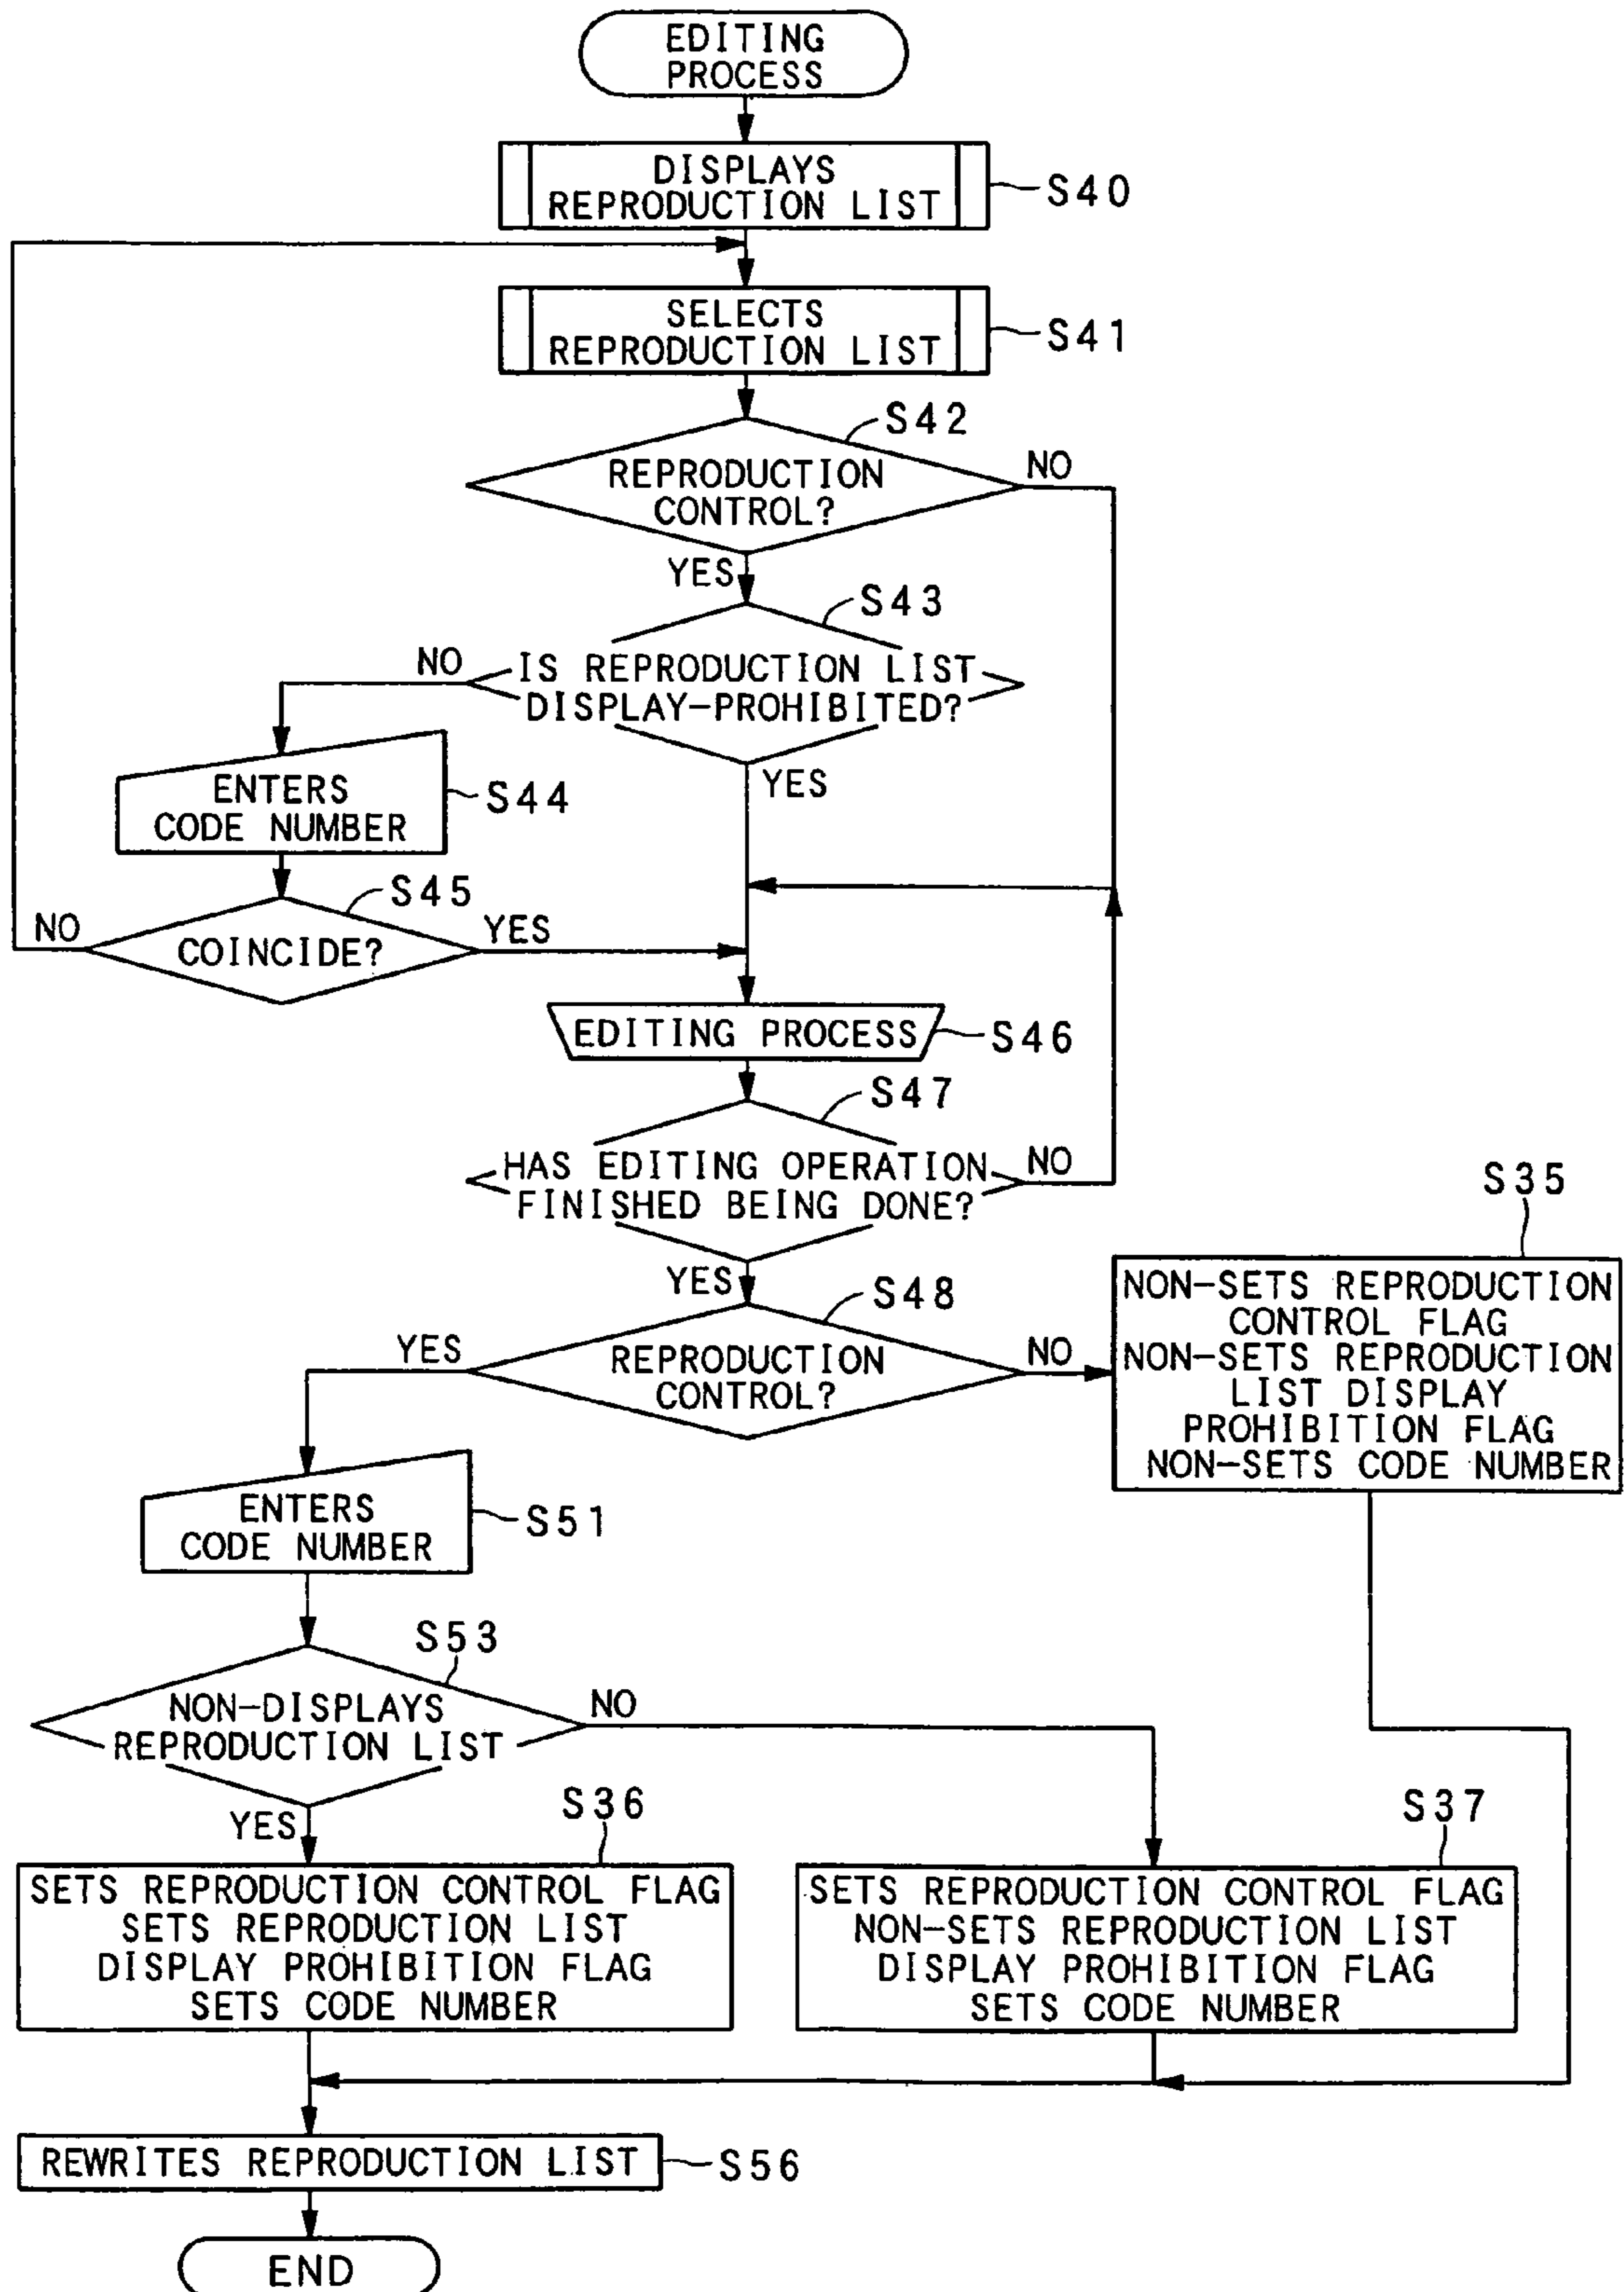 EDITING
PROCESS
DISPLAYS
REPRODUCTION LIST
S40
SELECTS
REPRODUCTION LIST
S41
S42
REPRODUCTION
CONTROL?
NO
YES
S43
NO
IS REPRODUCTION LIST
DISPLAY-PROHIBITED?
YES
ENTERS
CODE NUMBER
S44
S45
NO
COINCIDE?
YES
EDITING PROCESS
S46
S47
HAS EDITING OPERATION
FINISHED BEING DONE?
NO
YES
S48
YES
REPRODUCTION
CONTROL?
NO
S35
NON-SETS REPRODUCTION
CONTROL FLAG
NON-SETS REPRODUCTION
LIST DISPLAY
PROHIBITION FLAG
NON-SETS CODE NUMBER
ENTERS
CODE NUMBER
S51
S53
NON-DISPLAYS
REPRODUCTION LIST
NO
YES
S36
SETS REPRODUCTION CONTROL FLAG
SETS REPRODUCTION LIST
DISPLAY PROHIBITION FLAG
SETS CODE NUMBER
S37
SETS REPRODUCTION CONTROL FLAG
NON-SETS REPRODUCTION LIST
DISPLAY PROHIBITION FLAG
SETS CODE NUMBER
REWRITES REPRODUCTION LIST
S56
END